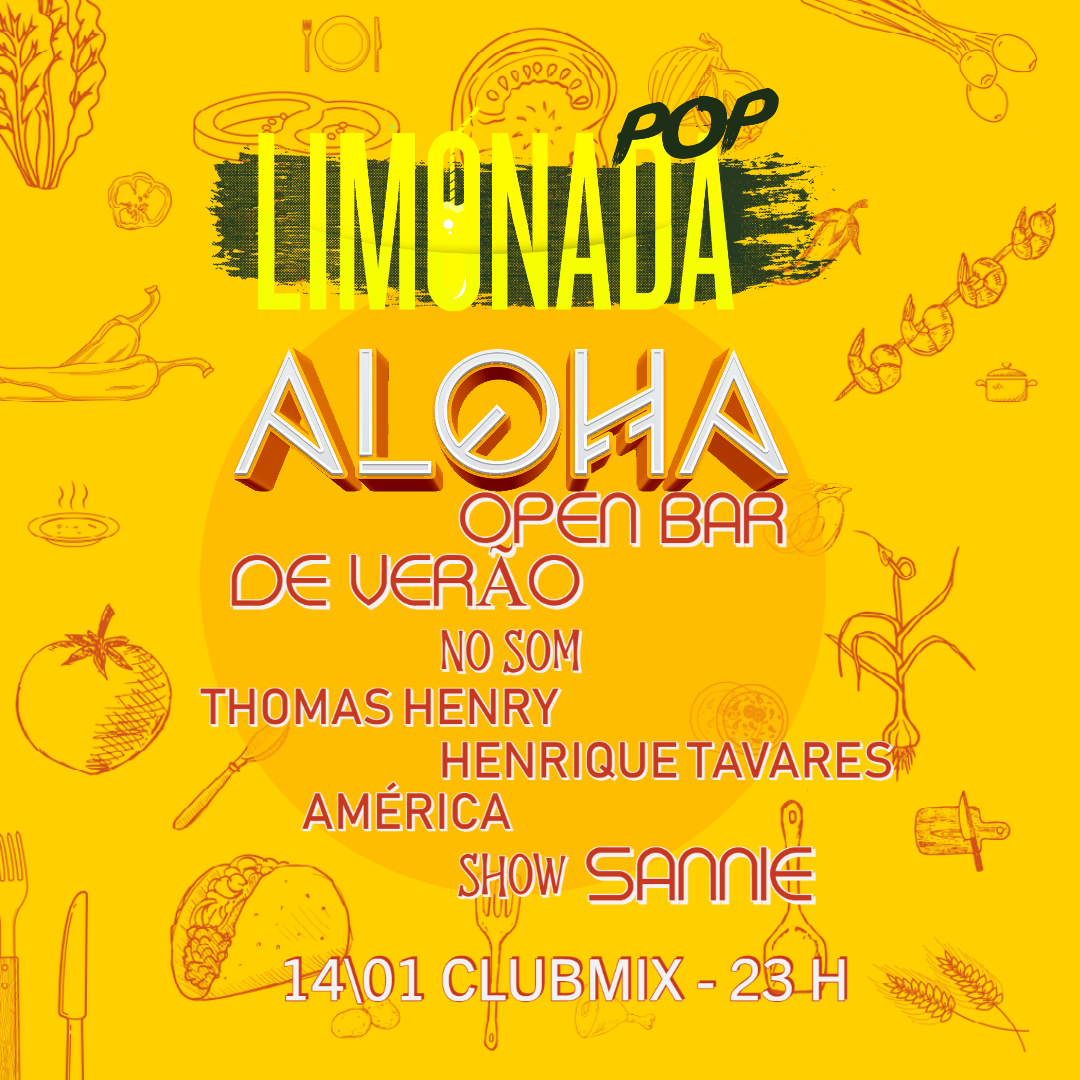 POP
LIMONADA
ALOHA
OPEN BAR
DE VERÃO
NO SOM
THOMAS HENRY
HENRIQUE TAVARES
AMÉRICA
SHOW SANNIE
14\01 CLUBMIX - 23 H